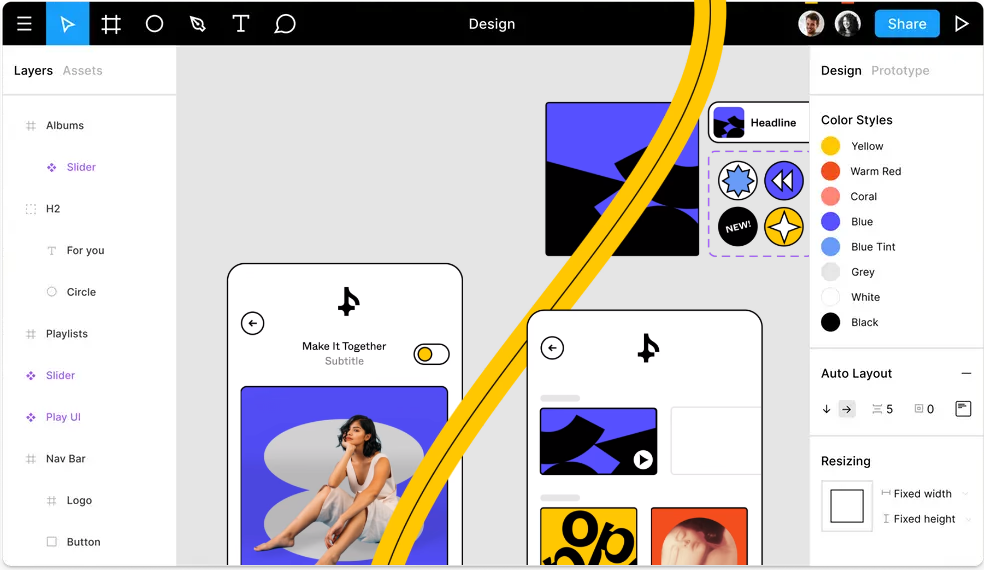 Design
Share
Layers Assets
Albums
Slider
H2
For you
Circle
Playlists
Slider
Play UI
Nav Bar
Logo
Button
Make It Together
Subtitle
Headline
NEW!
Design Prototype
Color Styles
Yellow
Warm Red
Coral
Blue
Blue Tint
Grey
White
Black
Auto Layout
5 0
Resizing
Fixed width
Fixed height